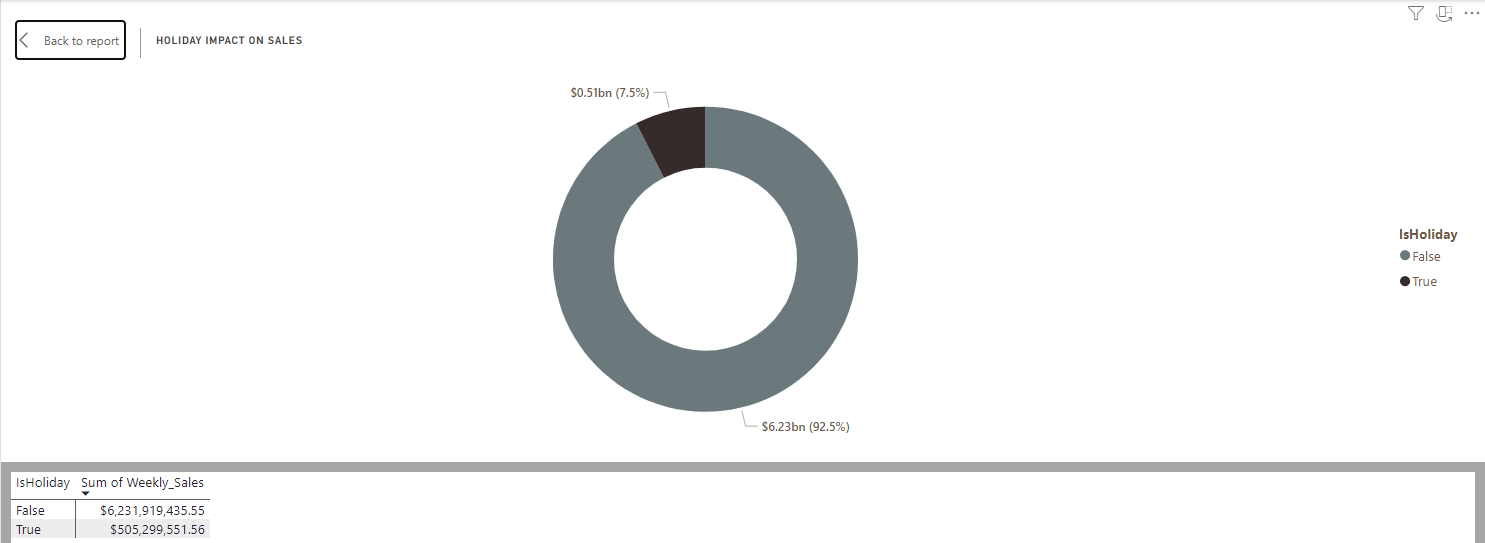 Back to report
HOLIDAY IMPACT ON SALES
$0.51bn (7.5%)
IsHoliday
False
True
$6.23bn (92.5%)
IsHoliday Sum of Weekly_Sales
False $6,231,919,435.55
True $505,299,551.56